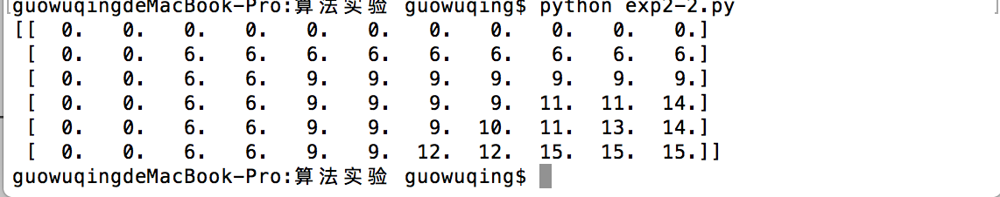 guowuqingdeMacBook-Pro:算法实验 guowuqing$ python exp2-2.py
[[  0.   0.   0.   0.   0.   0.   0.   0.   0.   0.   0.]
 [  0.   0.   6.   6.   6.   6.   6.   6.   6.   6.   6.]
 [  0.   0.   6.   6.   9.   9.   9.   9.   9.   9.   9.]
 [  0.   0.   6.   6.   9.   9.   9.   9.  11.  11.  14.]
 [  0.   0.   6.   6.   9.   9.   9.  10.  11.  13.  14.]
 [  0.   0.   6.   6.   9.   9.  12.  12.  15.  15.  15.]]
guowuqingdeMacBook-Pro:算法实验 guowuqing$